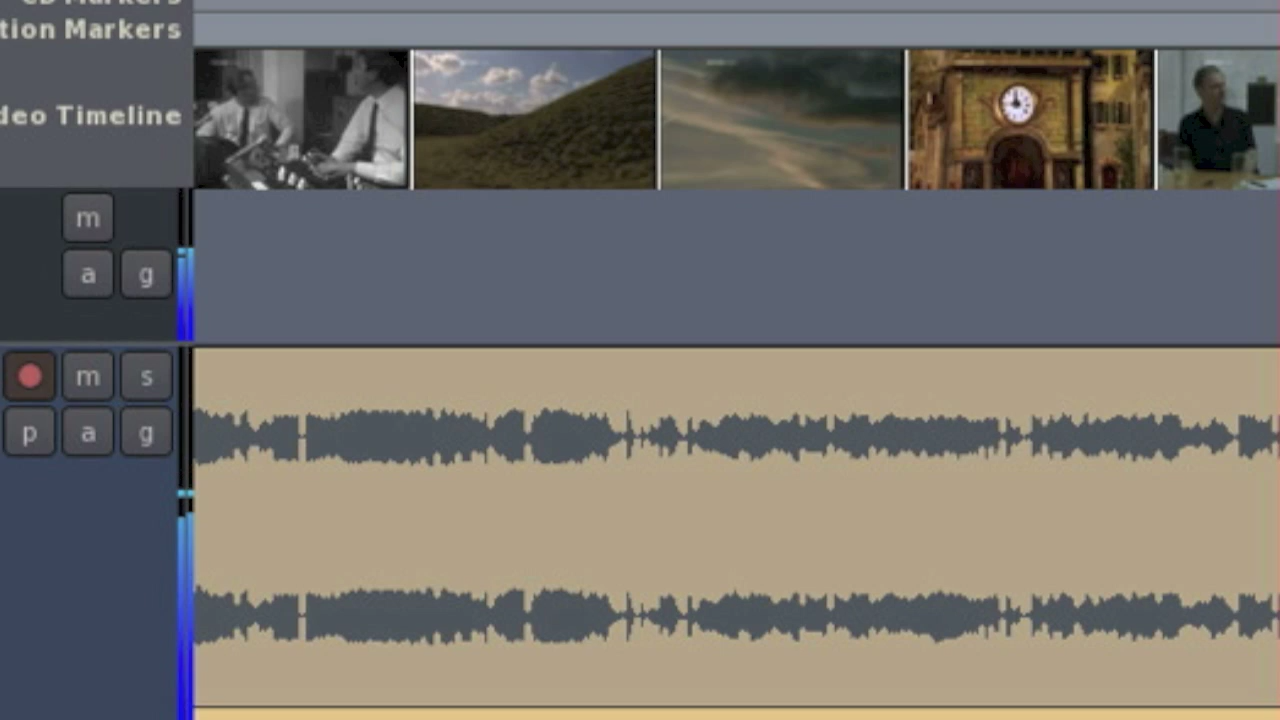 CD Markers
tion Markers
deo Timeline
m
a g
m s
p a g